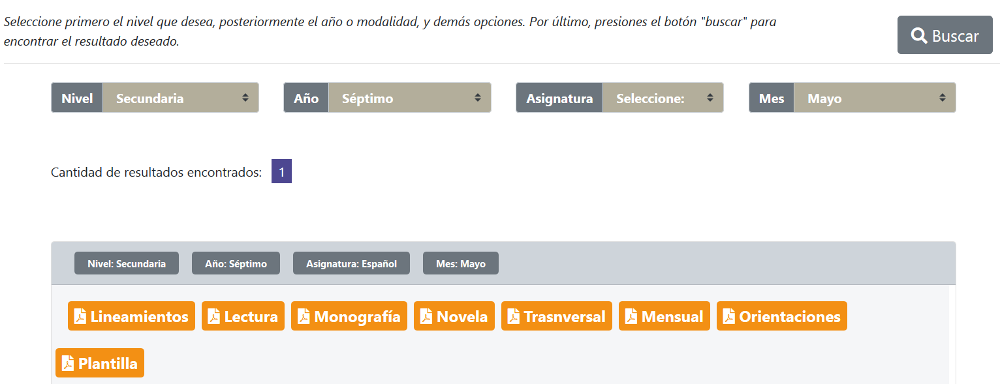 Seleccione primero el nivel que desea, posteriormente el año o modalidad, y demás opciones. Por último, presiones el botón "buscar" para
encontrar el resultado deseado.
Buscar
Nivel Secundaria Año Séptimo Asignatura Seleccione: Mes Mayo
Cantidad de resultados encontrados: 1
Nivel: Secundaria Año: Séptimo Asignatura: Español Mes: Mayo
Lineamientos Lectura Monografía Novela Trasnversal Mensual Orientaciones
Plantilla